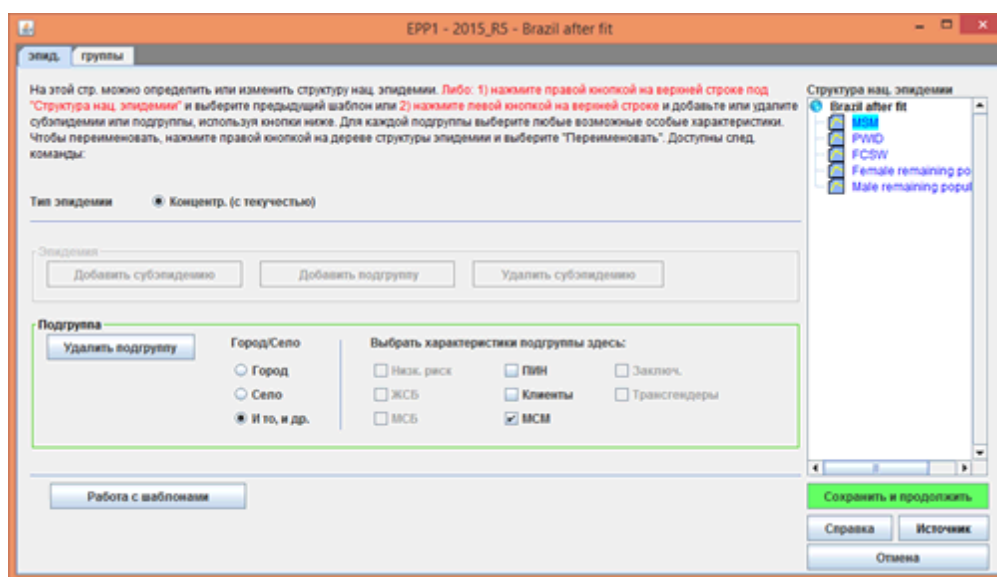 EPP1 - 2015_R5 - Brazil after fit
эпид. группы
На этой стр. можно определить или изменить структуру нац. эпидемии. Либо: 1) нажмите правой кнопкой на верхней строке под
"Структура нац. эпидемии" и выберите предыдущий шаблон или 2) нажмите левой кнопкой на верхней строке и добавьте или удалите
субэпидемии или подгруппы, используя кнопки ниже. Для каждой подгруппы выберите любые возможные особые характеристики.
Чтобы переименовать, нажмите правой кнопкой на дереве структуры эпидемии и выберите "Переименовать". Доступны спед.
команды:
Тип эпидемии Концентр. (с текучестью)
Эпидемия
Добавить субэпидемию Добавить подгруппу Удалить субэпидемию
Подгруппа
Удалить подгруппу
Город/Село
Город
Село
И то, и др.
Выбрать характеристики подгруппы здесь:
Низк. риск ПИН Заключ.
ЖСБ Клиенты Трансгендеры
МСБ МСМ
Работа с шаблонами
Структура нац. эпидемии
Brazil after fit
MSM
PWID
FCSW
Female remaining po
Male remaining popul
Сохранить и продолжить
Справка Источник
Отмена